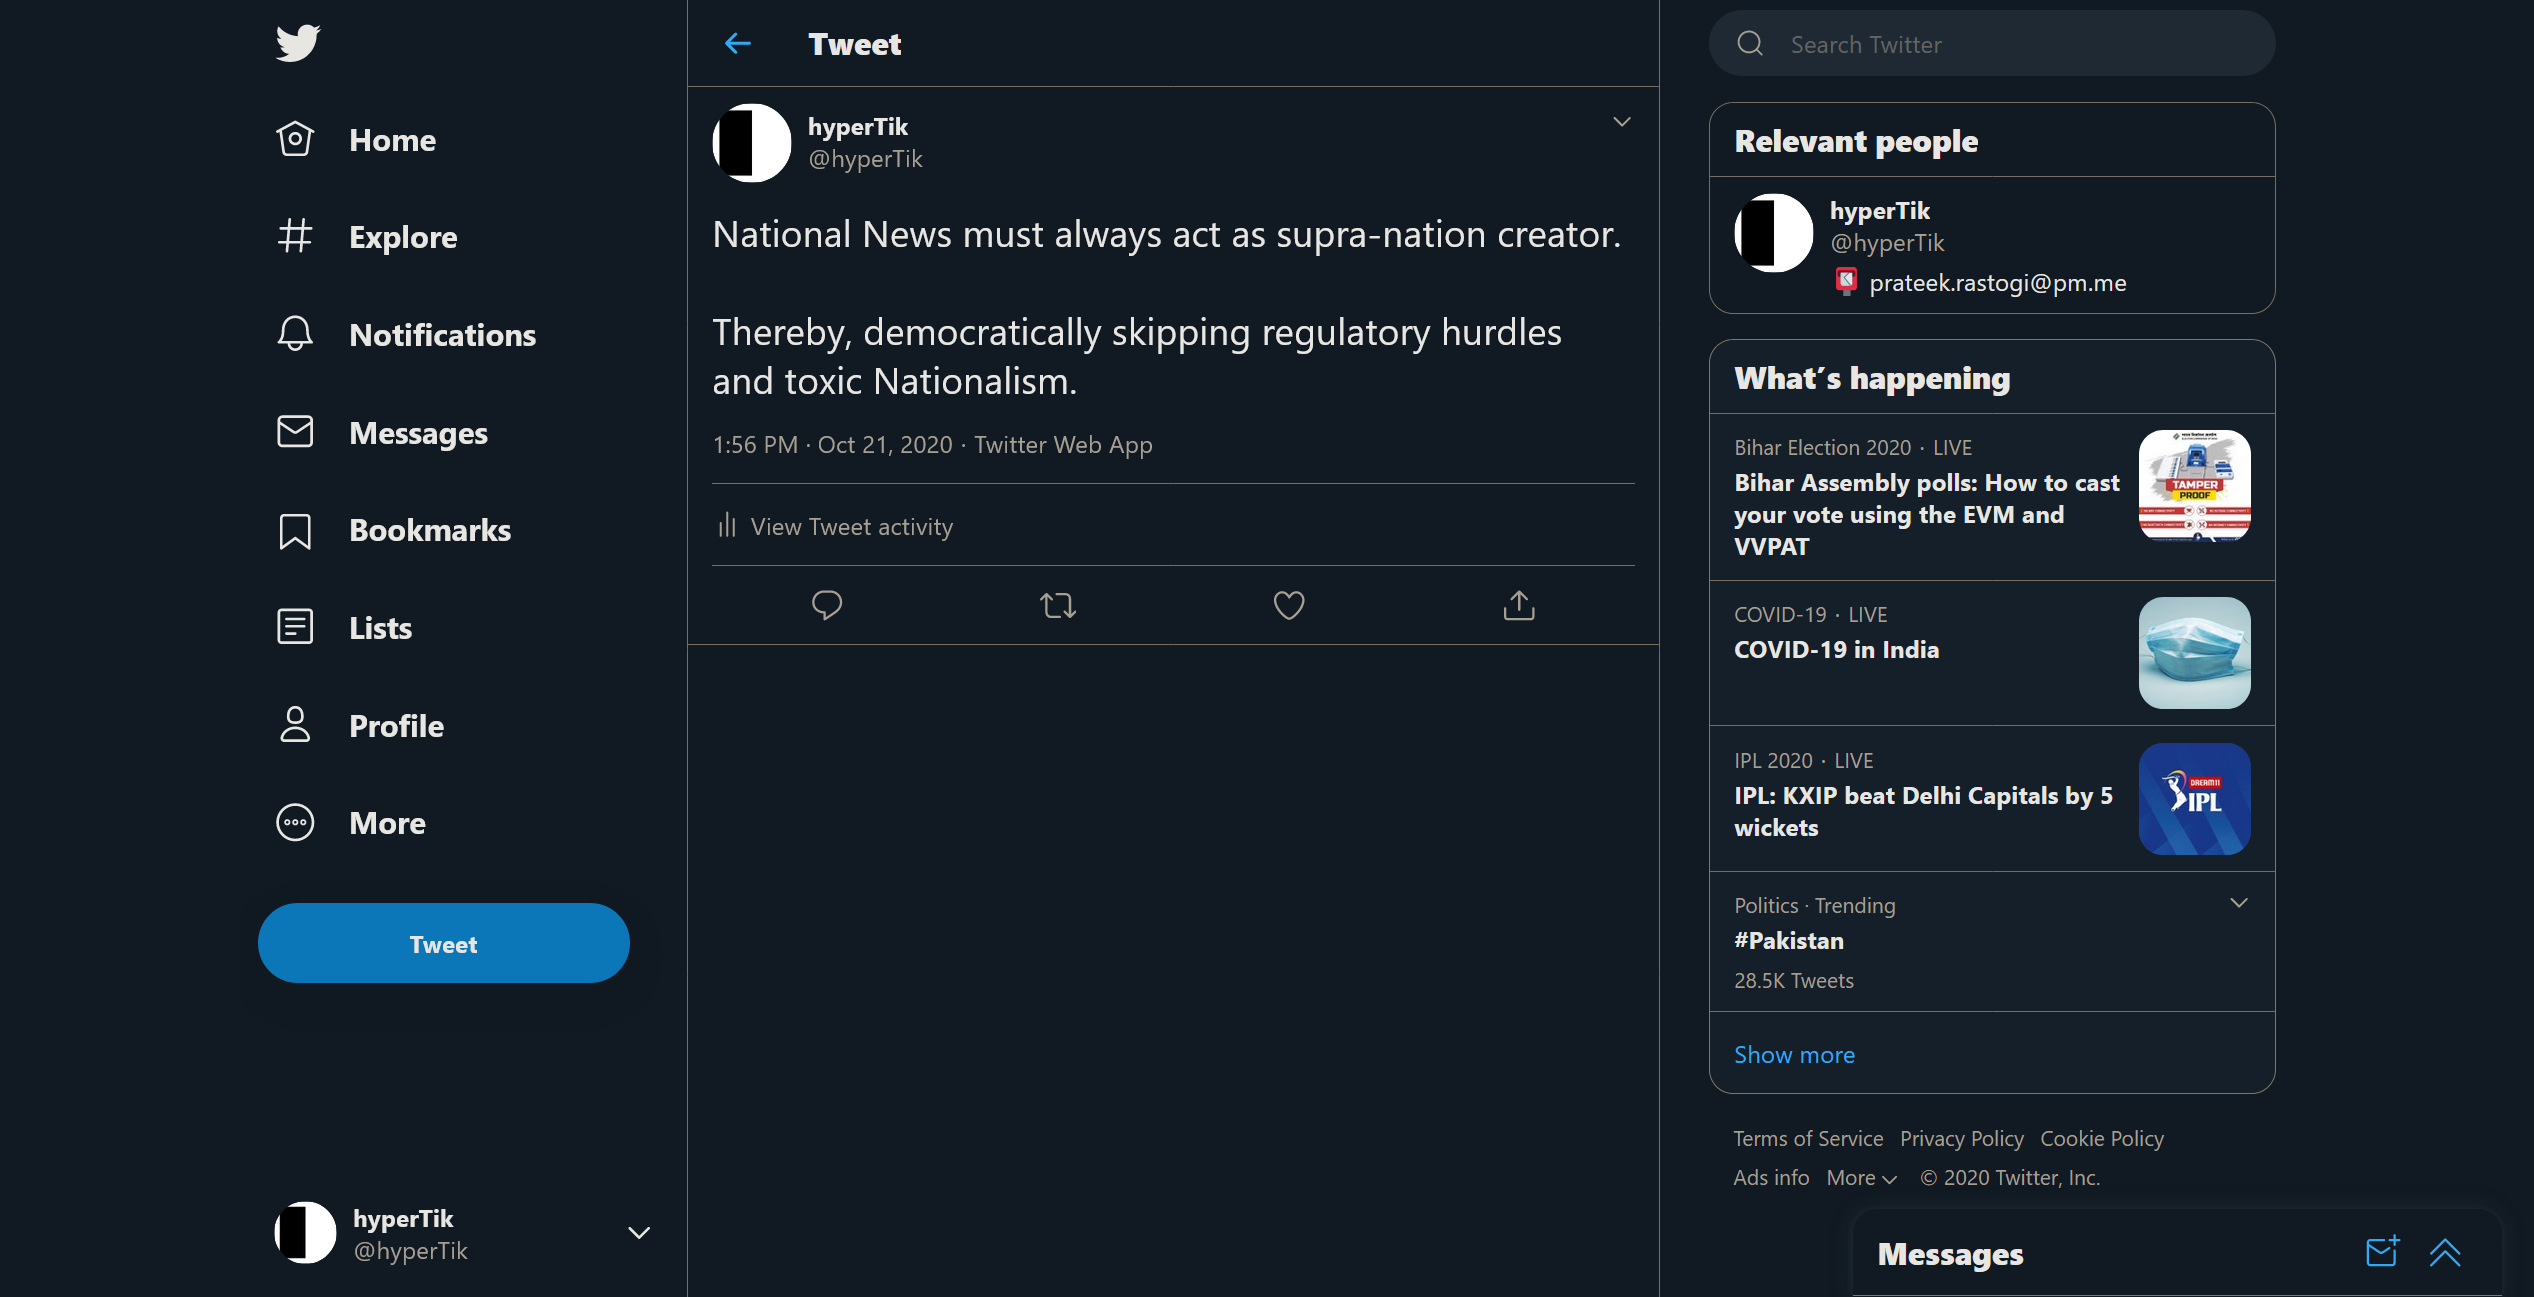 Home
Explore
Notifications
Messages
Bookmarks
Lists
Profile
More
Tweet
hyperTik
@hyperTik
Tweet
hyperTik
@hyperTik
National News must always act as supra-nation creator.
Thereby, democratically skipping regulatory hurdles
and toxic Nationalism.
1:56 PM · Oct 21, 2020 · Twitter Web App
View Tweet activity
Search Twitter
Relevant people
hyperTik
@hyperTik
prateek.rastogi@pm.me
What's happening
Bihar Election 2020 · LIVE
Bihar Assembly polls: How to cast
your vote using the EVM and
VVPAT
TAMPER
PROOF
COVID-19 · LIVE
COVID-19 in India
IPL 2020 · LIVE
IPL: KXIP beat Delhi Capitals by 5
wickets
DREAM11
IPL
Politics · Trending
#Pakistan
28.5K Tweets
Show more
Terms of Service Privacy Policy Cookie Policy
Ads info More © 2020 Twitter, Inc.
Messages